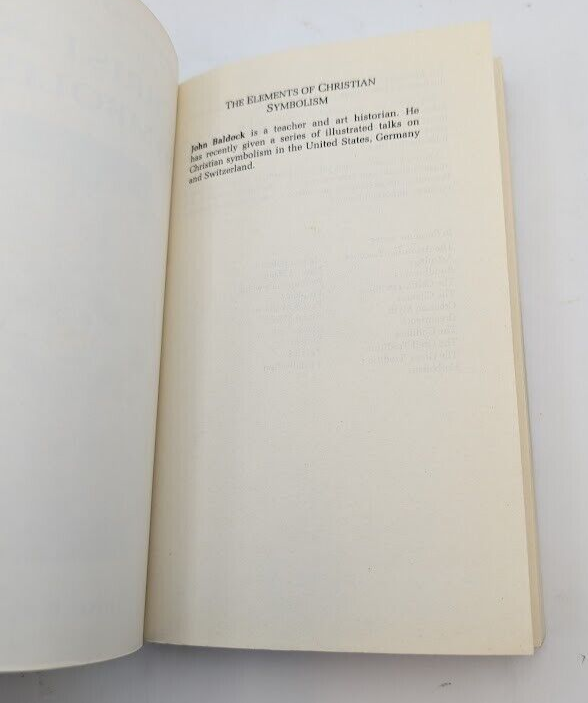 THE ELEMENTS OF CHRISTIAN
SYMBOLISM
John Baldock is a teacher and art historian. He
has recently given a series of illustrated talks on
Christian symbolism in the United States, Germany
and Switzerland.